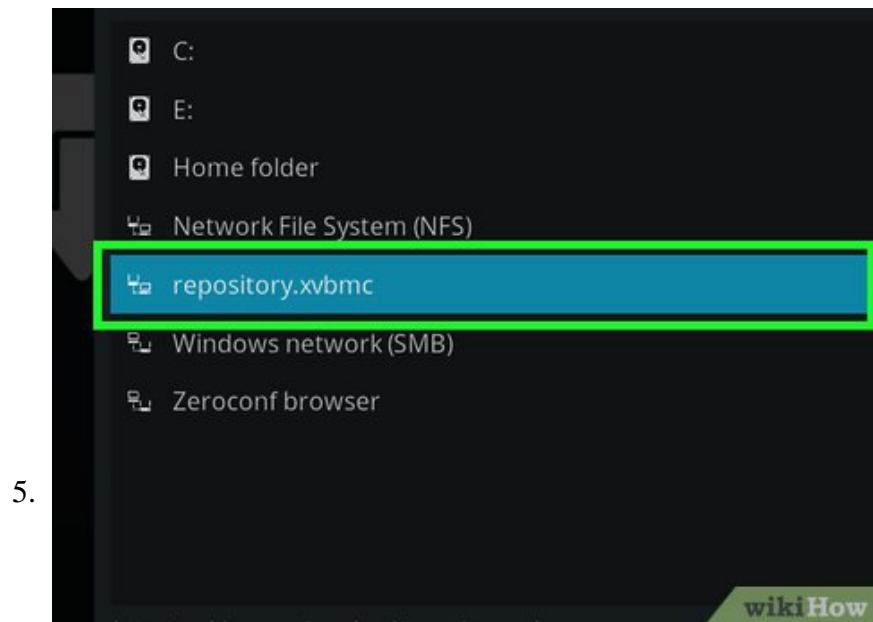 C:
E:
Home folder
Network File System (NFS)
repository.xvbmc
Windows network (SMB)
Zeroconf browser
5.
wikiHow